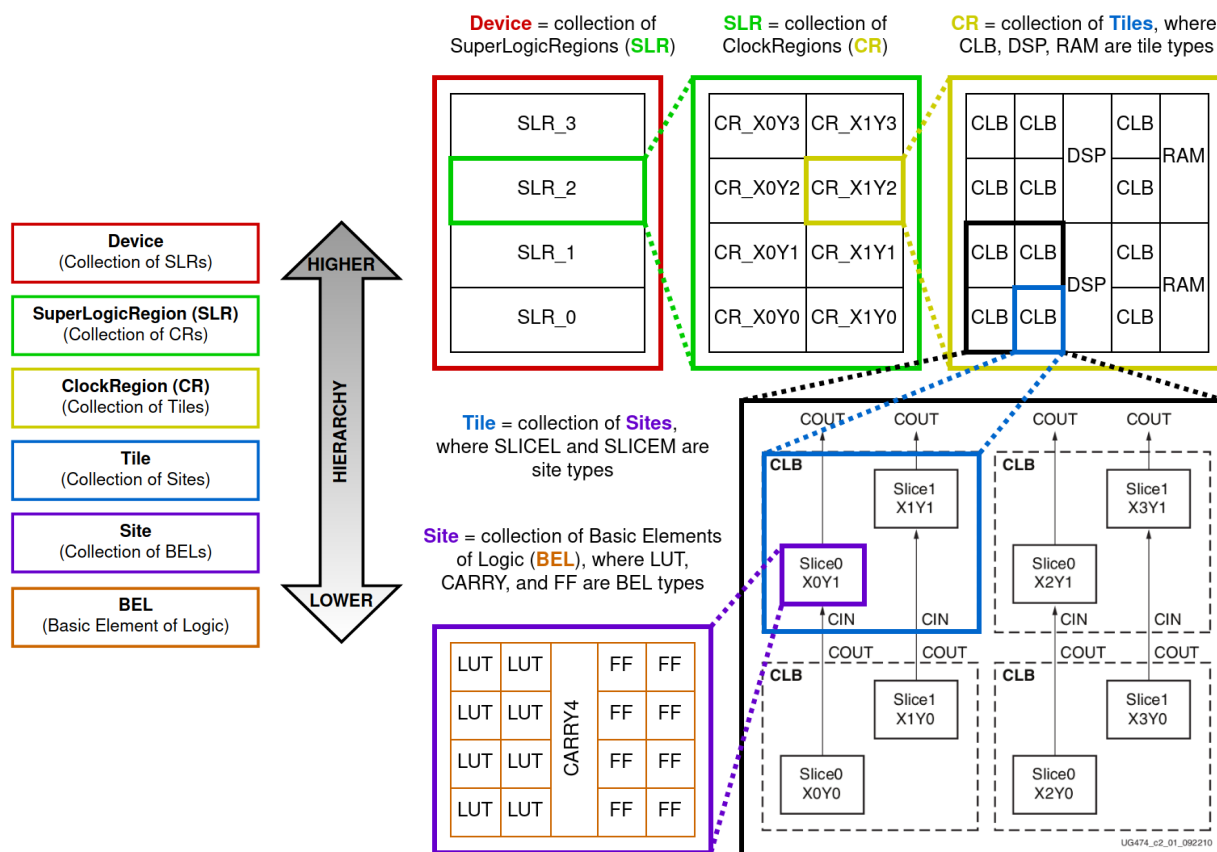 Device = collection of
SuperLogicRegions (SLR)
SLR = collection of
ClockRegions (CR)
CR = collection of Tiles, where
CLB, DSP, RAM are tile types
Device
(Collection of SLRs)
SuperLogicRegion (SLR)
(Collection of CRs)
ClockRegion (CR)
(Collection of Tiles)
Tile
(Collection of Sites)
Site
(Collection of BELs)
BEL
(Basic Element of Logic)
HIGHER
HIERARCHY
LOWER
SLR_3
SLR_2
SLR_1
SLR_0
CR_X0Y3 CR_X1Y3
CR_X0Y2 CR_X1Y2
CR_X0Y1 CR_X1Y1
CR_X0Y0 CR_X1Y0
CLB CLB CLB
DSP RAM
CLB CLB CLB
CLB CLB CLB
DSP RAM
CLB CLB CLB
Tile = collection of Sites,
where SLICEL and SLICEM are
site types
Site = collection of Basic Elements
of Logic (BEL), where LUT,
CARRY, and FF are BEL types
LUT LUT FF FF
LUT LUT FF FF
CARRY4
LUT LUT FF FF
LUT LUT FF FF
COUT COUT COUT COUT
CLB CLB
Slice1
X1Y1
Slice1
X3Y1
Slice0
X0Y1
Slice0
X2Y1
CIN CIN CIN CIN
COUT COUT COUT COUT
CLB CLB
Slice1
X1Y0
Slice1
X3Y0
Slice0
X0Y0
Slice0
X2Y0
UG474_c2_01_092210